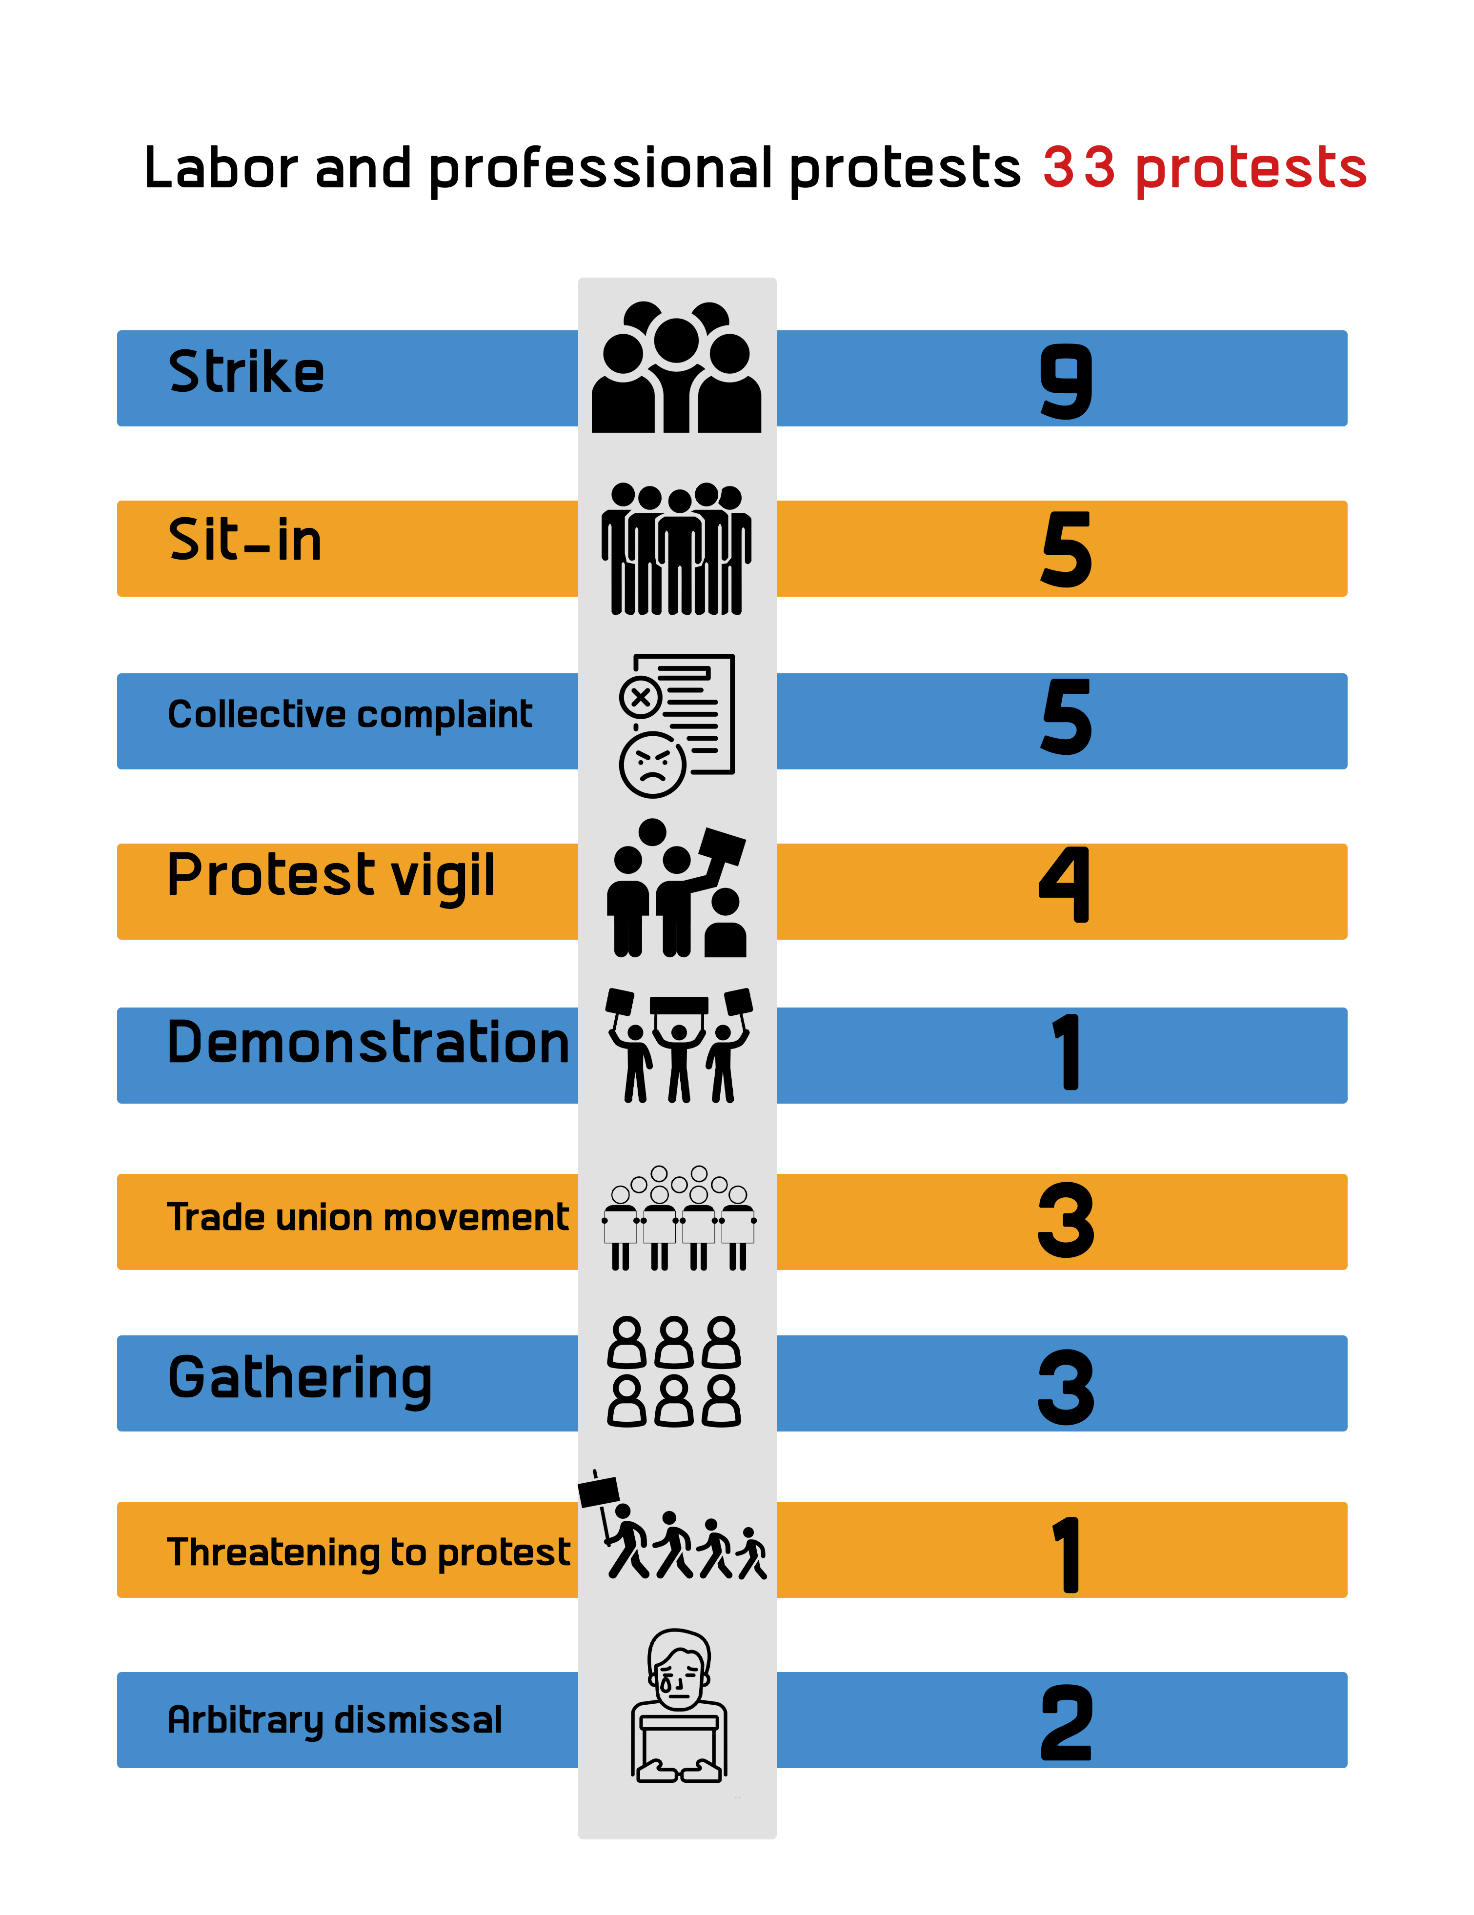 Labor and professional protests 33 protests
Strike 9
Sit-in 5
Collective complaint 5
Protest vigil 4
Demonstration 1
Trade union movement 3
Gathering 3
Threatening to protest 1
Arbitrary dismissal 2